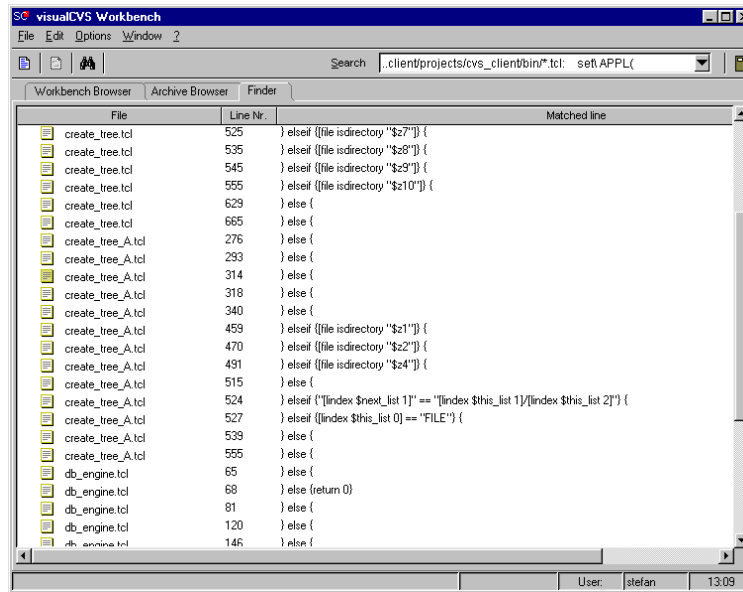 visualCVS Workbench
File Edit Options Window ?
Search ..client/projects/cvs_client/bin/*.tcl: set\ APPL(
Workbench Browser Archive Browser Finder
File Line Nr. Matched line
create_tree.tcl 525 } elseif {[file isdirectory "$z7"]} {
create_tree.tcl 535 } elseif {[file isdirectory "$z8"]} {
create_tree.tcl 545 } elseif {[file isdirectory "$z9"]} {
create_tree.tcl 555 } elseif {[file isdirectory "$z10"]} {
create_tree.tcl 629 } else {
create_tree.tcl 665 } else {
create_tree_A.tcl 276 } else {
create_tree_A.tcl 293 } else {
create_tree_A.tcl 314 } else {
create_tree_A.tcl 318 } else {
create_tree_A.tcl 340 } else {
create_tree_A.tcl 459 } elseif {[file isdirectory "$z1"]} {
create_tree_A.tcl 470 } elseif {[file isdirectory "$z2"]} {
create_tree_A.tcl 491 } elseif {[file isdirectory "$z4"]} {
create_tree_A.tcl 515 } else {
create_tree_A.tcl 524 } elseif {"[lindex $next_list 1]" == "[lindex $this_list 1]/[lindex $this_list 2]"} {
create_tree_A.tcl 527 } elseif {[lindex $this_list 0] == "FILE"} {
create_tree_A.tcl 539 } else {
create_tree_A.tcl 555 } else {
db_engine.tcl 65 } else {
db_engine.tcl 68 } else {return 0}
db_engine.tcl 81 } else {
db_engine.tcl 120 } else {
db_engine.tcl 146 } else {
User: stefan 13:09